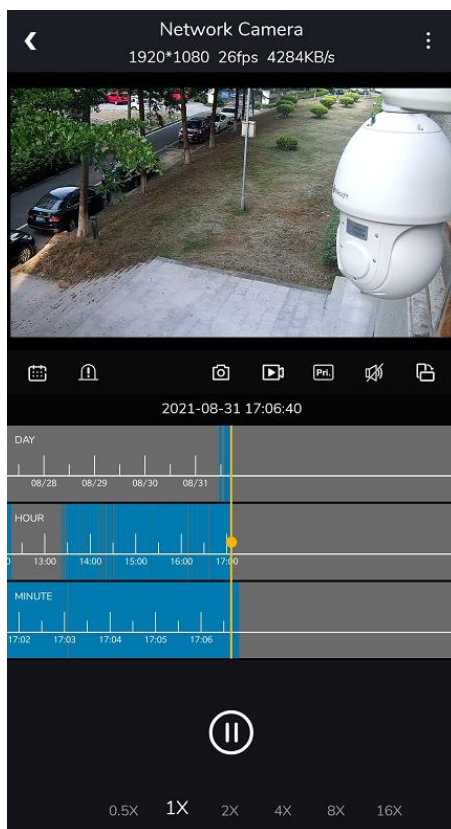 Network Camera
1920*1080 26fps 4284KB/s
Pri.
2021-08-31 17:06:40
DAY
08/28 08/29 08/30 08/31
HOUR
13:00 14:00 15:00 16:00 17:00
MINUTE
17:02 17:03 17:04 17:05 17:06
0.5X 1X 2X 4X 8X 16X